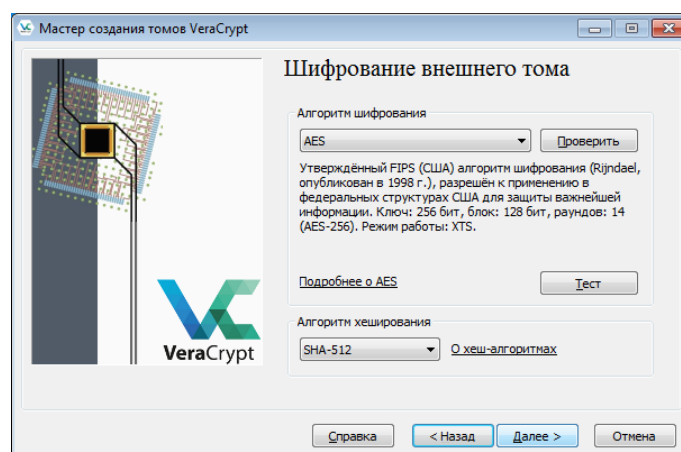 Мастер создания томов VeraCrypt
Шифрование внешнего тома
Алгоритм шифрования
AES
Проверить
Утверждённый FIPS (США) алгоритм шифрования (Rijndael,
опубликован в 1998 г.), разрешён к применению в
федеральных структурах США для защиты важнейшей
информации. Ключ: 256 бит, блок: 128 бит, раундов: 14
(AES-256). Режим работы: XTS.
Подробнее о AES
Тест
VeraCrypt
Алгоритм хеширования
SHA-512
О хеш-алгоритмах
Справка
< Назад
Далее >
Отмена